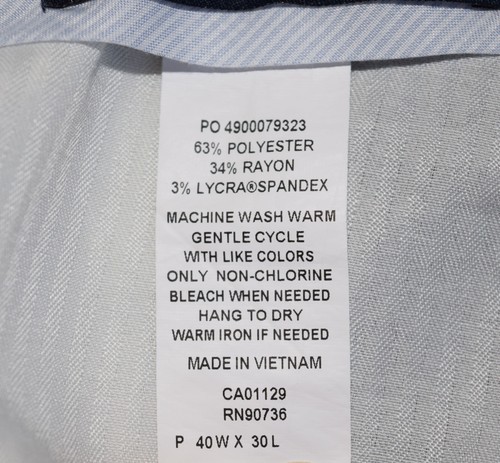 PO 4900079323
63% POLYESTER
34% RAYON
3% LYCRA®SPANDEX
MACHINE WASH WARM
GENTLE CYCLE
WITH LIKE COLORS
ONLY NON-CHLORINE
BLEACH WHEN NEEDED
HANG TO DRY
WARM IRON IF NEEDED
MADE IN VIETNAM
CA01129
RN90736
P 40W X 30L